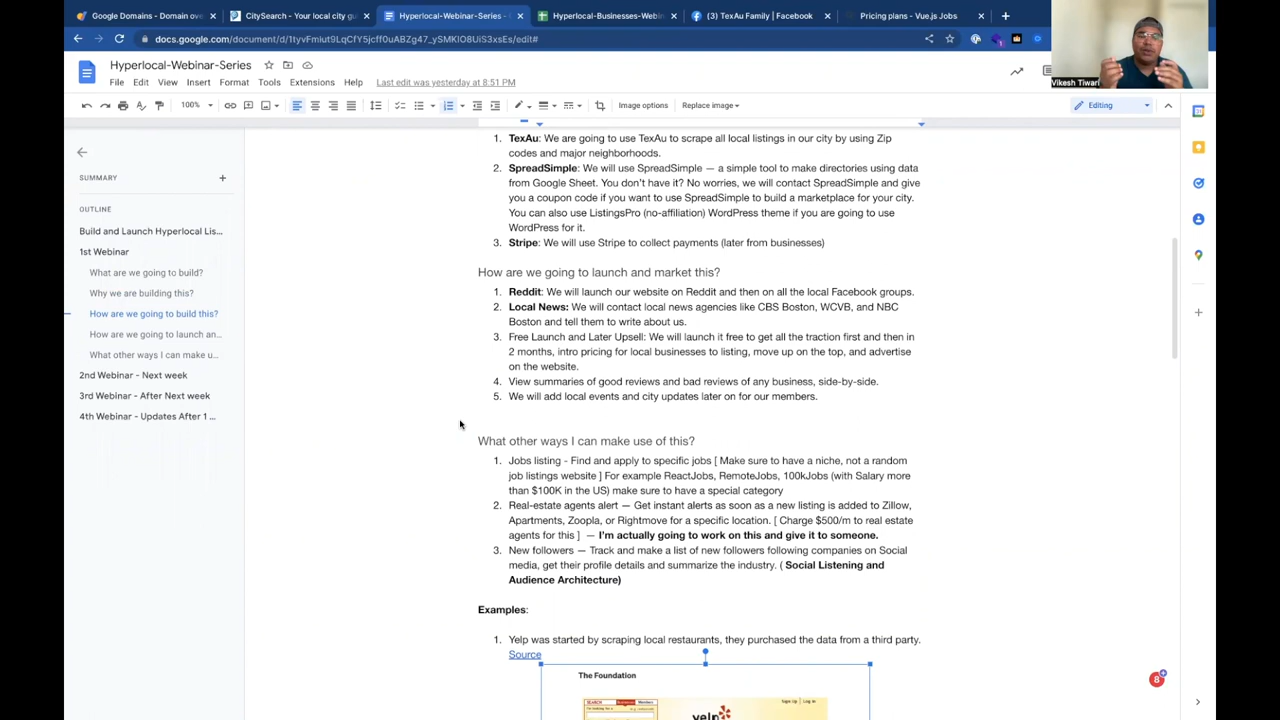 Google Domains - Domain ove
CitySearch - Your local city gu
Hyperlocal-Webinar-Series -
Hyperlocal-Businesses-Webin
(3) TexAu Family | Facebook
Pricing plans - Vue.js Jobs
docs.google.com/document/d/1tyvFmiut9LqCfY5jcff0uABZg47_ySMKIO8UiS3xsEs/edit#
Vikesh Tiwari
Hyperlocal-Webinar-Series
File Edit View Insert Format Tools Extensions Help Last edit was yesterday at 8:51 PM
100% Image options Replace image Editing
SUMMARY
OUTLINE
Build and Launch Hyperlocal Lis...
1st Webinar
What are we going to build?
Why we are building this?
How are we going to build this?
How are we going to launch an...
What other ways I can make u...
2nd Webinar - Next week
3rd Webinar - After Next week
4th Webinar - Updates After 1 ...
1. TexAu: We are going to use TexAu to scrape all local listings in our city by using Zip
codes and major neighborhoods.
2. SpreadSimple: We will use SpreadSimple — a simple tool to make directories using data
from Google Sheet. You don't have it? No worries, we will contact SpreadSimple and give
you a coupon code if you want to use SpreadSimple to build a marketplace for your city.
You can also use ListingsPro (no-affiliation) WordPress theme if you are going to use
WordPress for it.
3. Stripe: We will use Stripe to collect payments (later from businesses)
How are we going to launch and market this?
1. Reddit: We will launch our website on Reddit and then on all the local Facebook groups.
2. Local News: We will contact local news agencies like CBS Boston, WCVB, and NBC
Boston and tell them to write about us.
3. Free Launch and Later Upsell: We will launch it free to get all the traction first and then in
2 months, intro pricing for local businesses to listing, move up on the top, and advertise
on the website.
4. View summaries of good reviews and bad reviews of any business, side-by-side.
5. We will add local events and city updates later on for our members.
What other ways I can make use of this?
1. Jobs listing - Find and apply to specific jobs [ Make sure to have a niche, not a random
job listings website ] For example ReactJobs, RemoteJobs, 100kJobs (with Salary more
than $100K in the US) make sure to have a special category
2. Real-estate agents alert — Get instant alerts as soon as a new listing is added to Zillow,
Apartments, Zoopla, or Rightmove for a specific location. [ Charge $500/m to real estate
agents for this ] — I'm actually going to work on this and give it to someone.
3. New followers — Track and make a list of new followers following companies on Social
media, get their profile details and summarize the industry. ( Social Listening and
Audience Architecture)
Examples:
1. Yelp was started by scraping local restaurants, they purchased the data from a third party.
Source
The Foundation
yelp
8